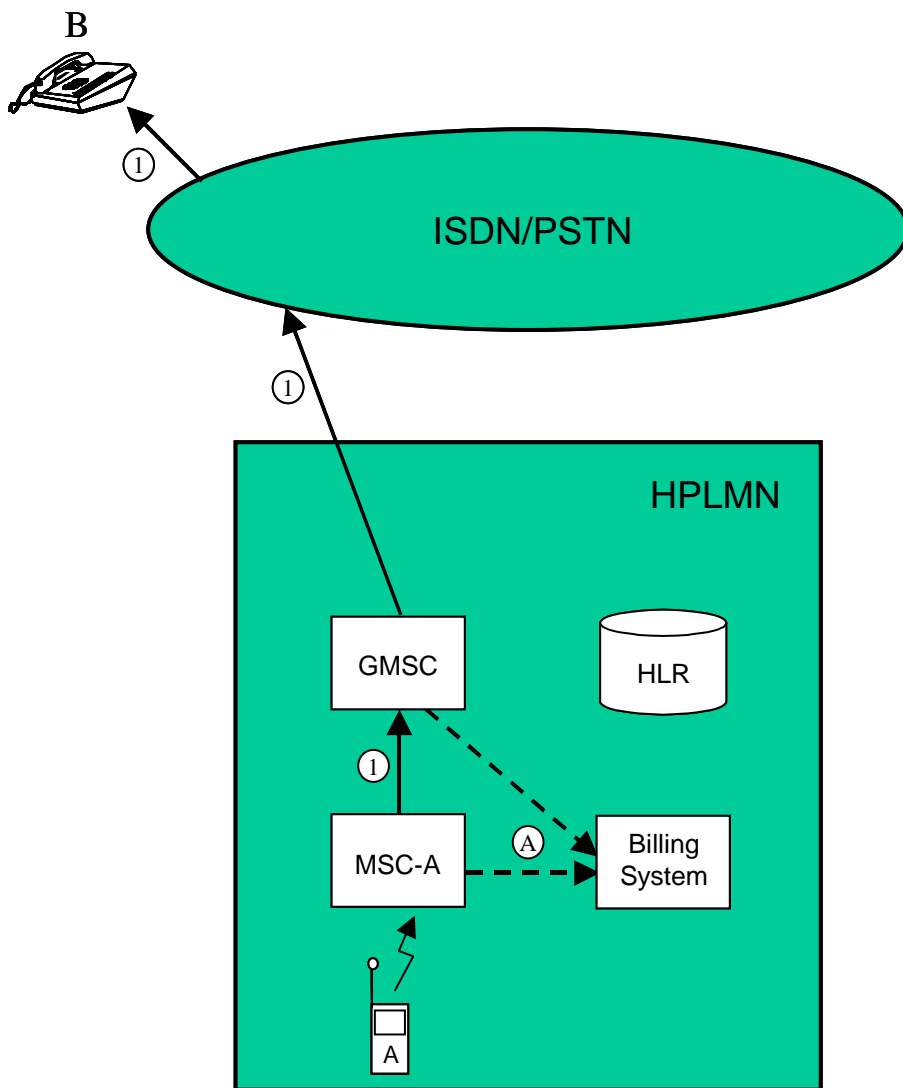 B
1
ISDN/PSTN
1
HPLMN
GMSC
HLR
1
A
MSC-A
Billing
System
A